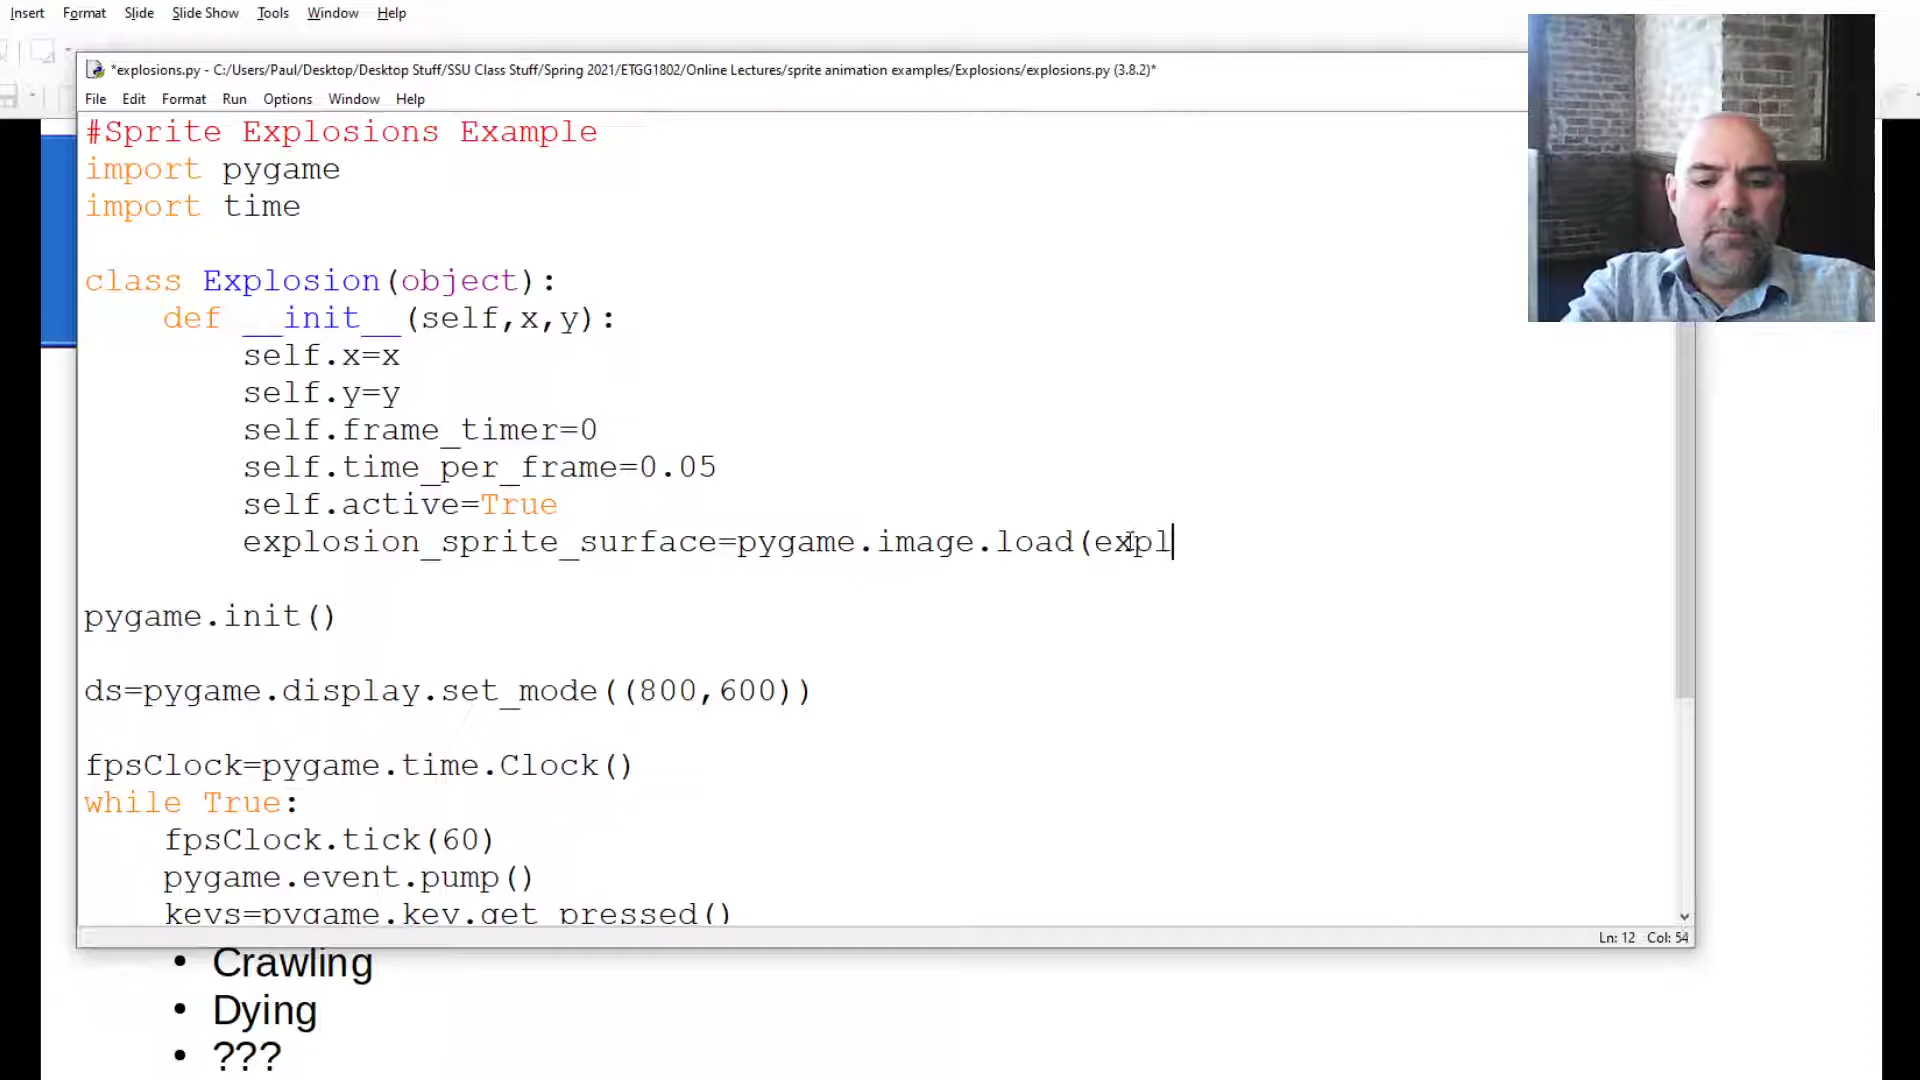 Insert Format Slide Slide Show Tools Window Help
*explosions.py - C:/Users/Paul/Desktop/Desktop Stuff/SSU Class Stuff/Spring 2021/ETGG1802/Online Lectures/sprite animation examples/Explosions/explosions.py (3.8.2)*
File Edit Format Run Options Window Help
#Sprite Explosions Example
import pygame
import time
class Explosion(object):
def __init__(self,x,y):
self.x=x
self.y=y
self.frame_timer=0
self.time_per_frame=0.05
self.active=True
explosion_sprite_surface=pygame.image.load(expl
pygame.init()
ds=pygame.display.set_mode((800,600))
fpsClock=pygame.time.Clock()
while True:
fpsClock.tick(60)
pygame.event.pump()
keys=pygame.key.get_pressed()
Ln: 12 Col: 54
• Crawling
• Dying
• ???